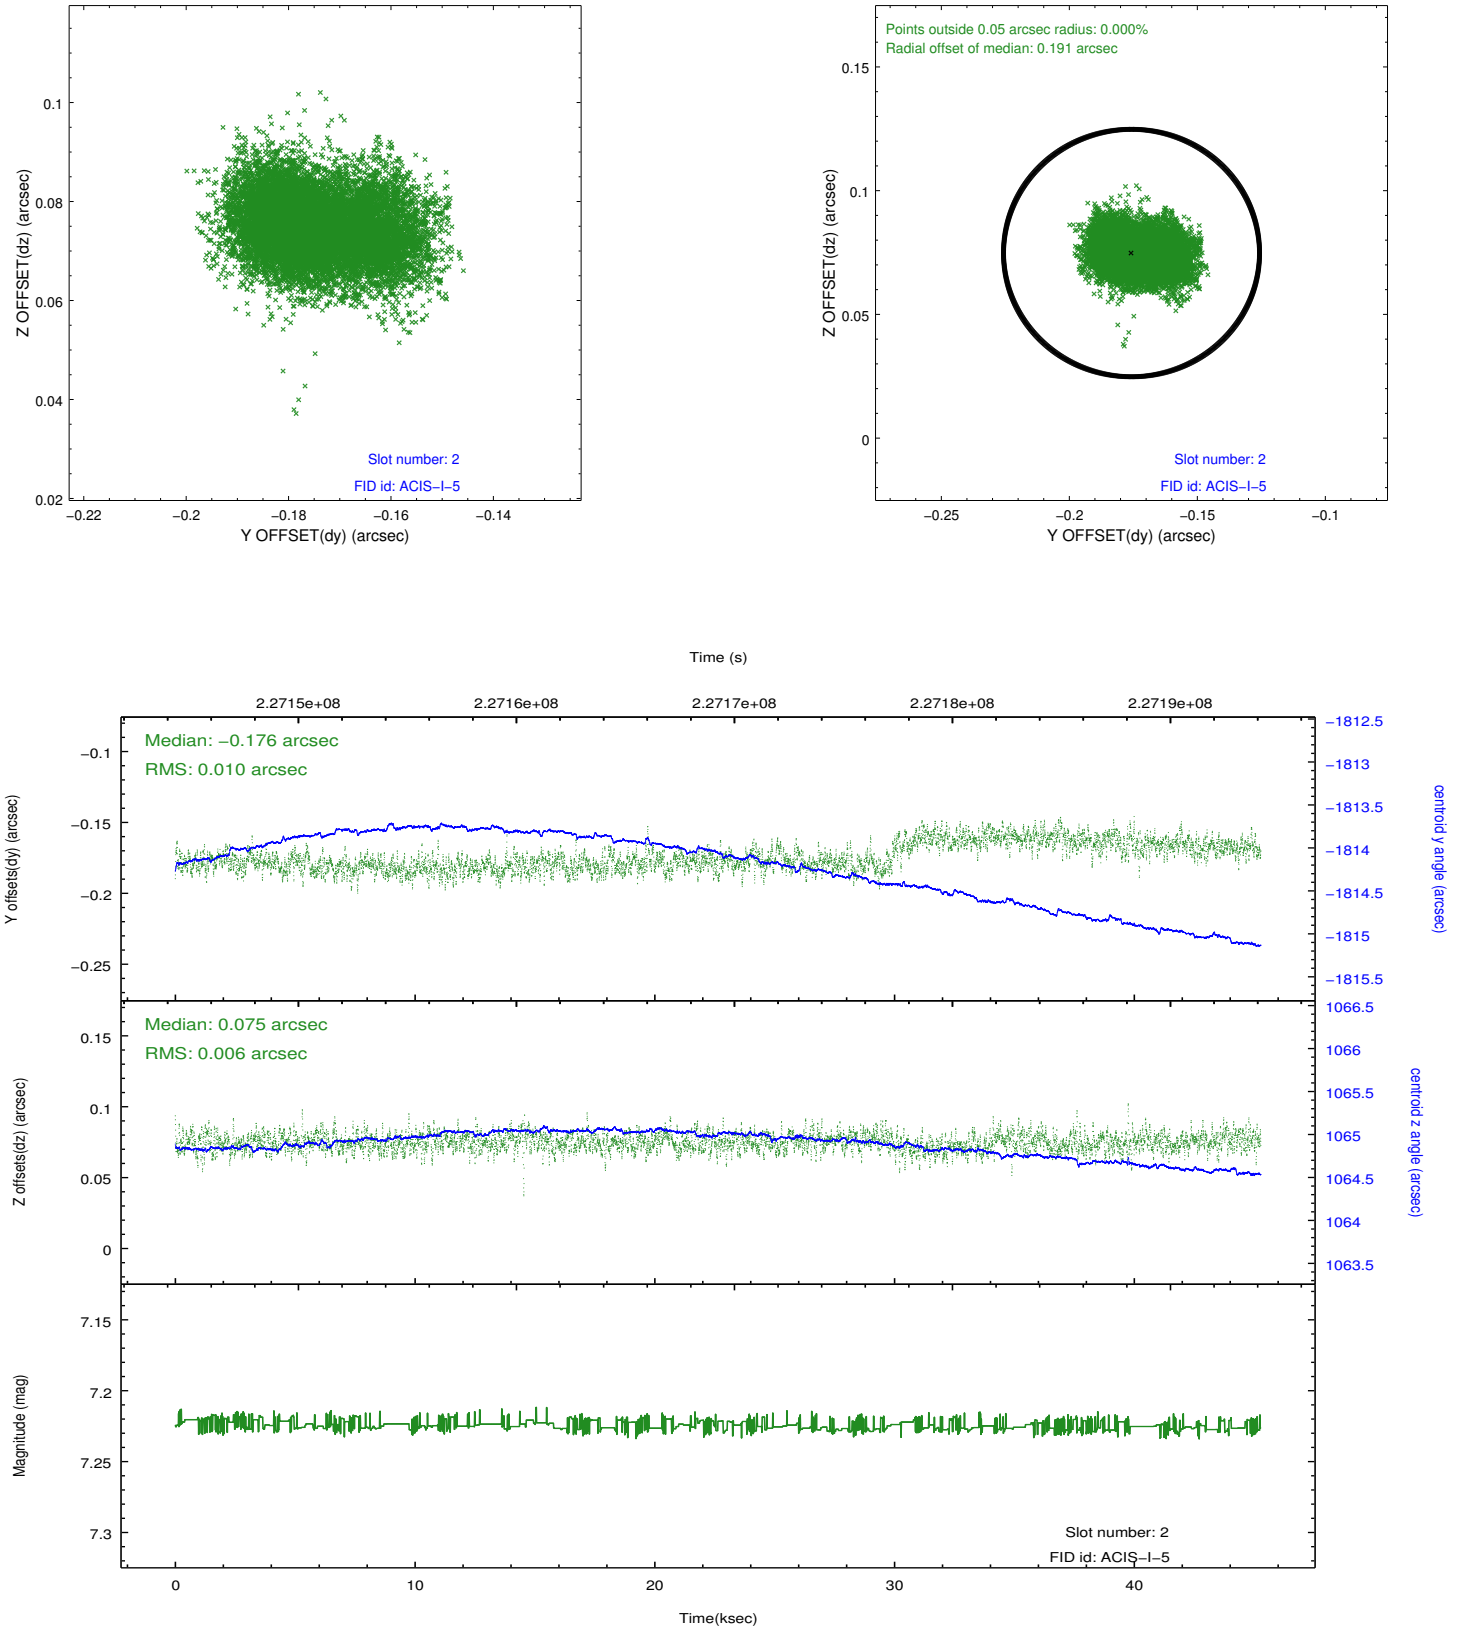 0.1
0.08
0.06
0.04
0.02
Z OFFSET(dz) (arcsec)
Slot number: 2
FID id: ACIS−I−5
−0.22
−0.2
−0.18
−0.16
−0.14
Y OFFSET(dy) (arcsec)
Points outside 0.05 arcsec radius: 0.000%
Radial offset of median: 0.191 arcsec
0.15
0.1
0.05
0
Z OFFSET(dz) (arcsec)
Slot number: 2
FID id: ACIS−I−5
−0.25
−0.2
−0.15
−0.1
Y OFFSET(dy) (arcsec)
Time (s)
2.2715e+08
2.2716e+08
2.2717e+08
2.2718e+08
2.2719e+08
Median: −0.176 arcsec
RMS: 0.010 arcsec
−0.1
−0.15
−0.2
−0.25
Y offsets(dy) (arcsec)
−1812.5
−1813
−1813.5
−1814
−1814.5
−1815
−1815.5
centroid y angle (arcsec)
Median: 0.075 arcsec
RMS: 0.006 arcsec
0.15
0.1
0.05
0
Z offsets(dz) (arcsec)
1066.5
1066
1065.5
1065
1064.5
1064
1063.5
centroid z angle (arcsec)
7.15
7.2
7.25
7.3
Magnitude (mag)
Slot number: 2
FID id: ACIS−I−5
0
10
20
30
40
Time(ksec)